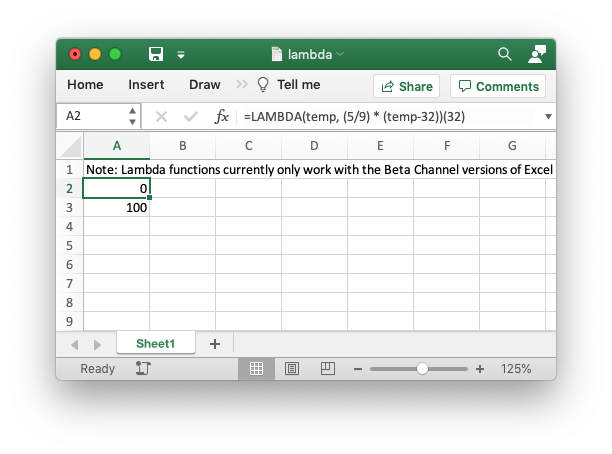 lambda
Home Insert Draw >> Tell me Share Comments
A2 fx =LAMBDA(temp, (5/9) * (temp-32))(32)
A B C D E F G
1 Note: Lambda functions currently only work with the Beta Channel versions of Excel
2 0
3 100
4
5
6
7
8
9
Sheet1 +
Ready − + 125%